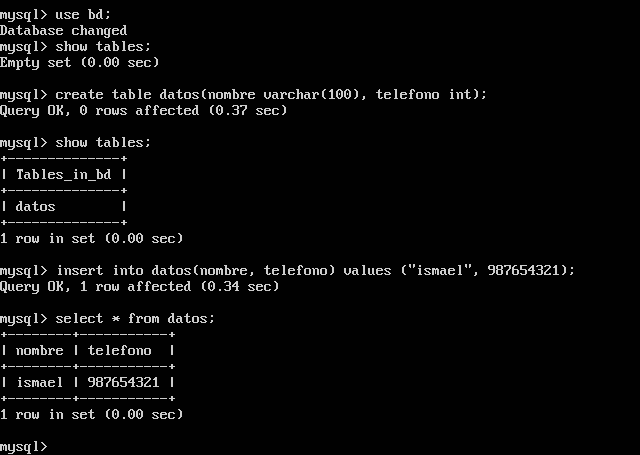 mysql> use bd;
Database changed
mysql> show tables;
Empty set (0.00 sec)

mysql> create table datos(nombre varchar(100), telefono int);
Query OK, 0 rows affected (0.37 sec)

mysql> show tables;
+--------------+
| Tables_in_bd |
+--------------+
| datos        |
+--------------+
1 row in set (0.00 sec)

mysql> insert into datos(nombre, telefono) values ("ismael", 987654321);
Query OK, 1 row affected (0.34 sec)

mysql> select * from datos;
+--------+-----------+
| nombre | telefono  |
+--------+-----------+
| ismael | 987654321 |
+--------+-----------+
1 row in set (0.00 sec)

mysql>